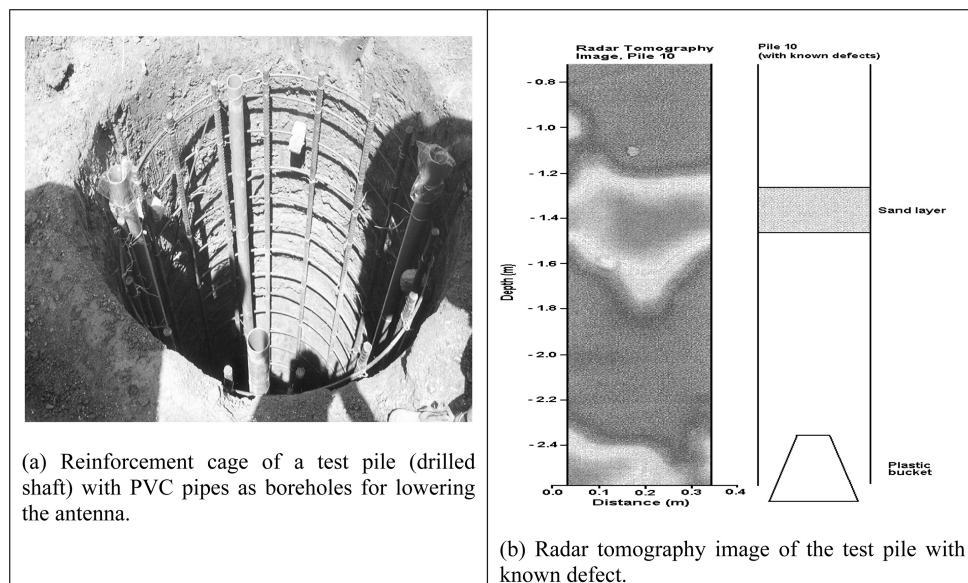 (a) Reinforcement cage of a test pile (drilled
shaft) with PVC pipes as boreholes for lowering
the antenna.
Radar Tomography
Image, Pile 10
Pile 10
(with known defects)
- 0.8
- 1.0
- 1.2
- 1.4
- 1.6
- 1.8
- 2.0
- 2.2
- 2.4
Depth (m)
0.0 0.1 0.2 0.3 0.4
Distance (m)
Sand layer
Plastic
bucket
(b) Radar tomography image of the test pile with
known defect.